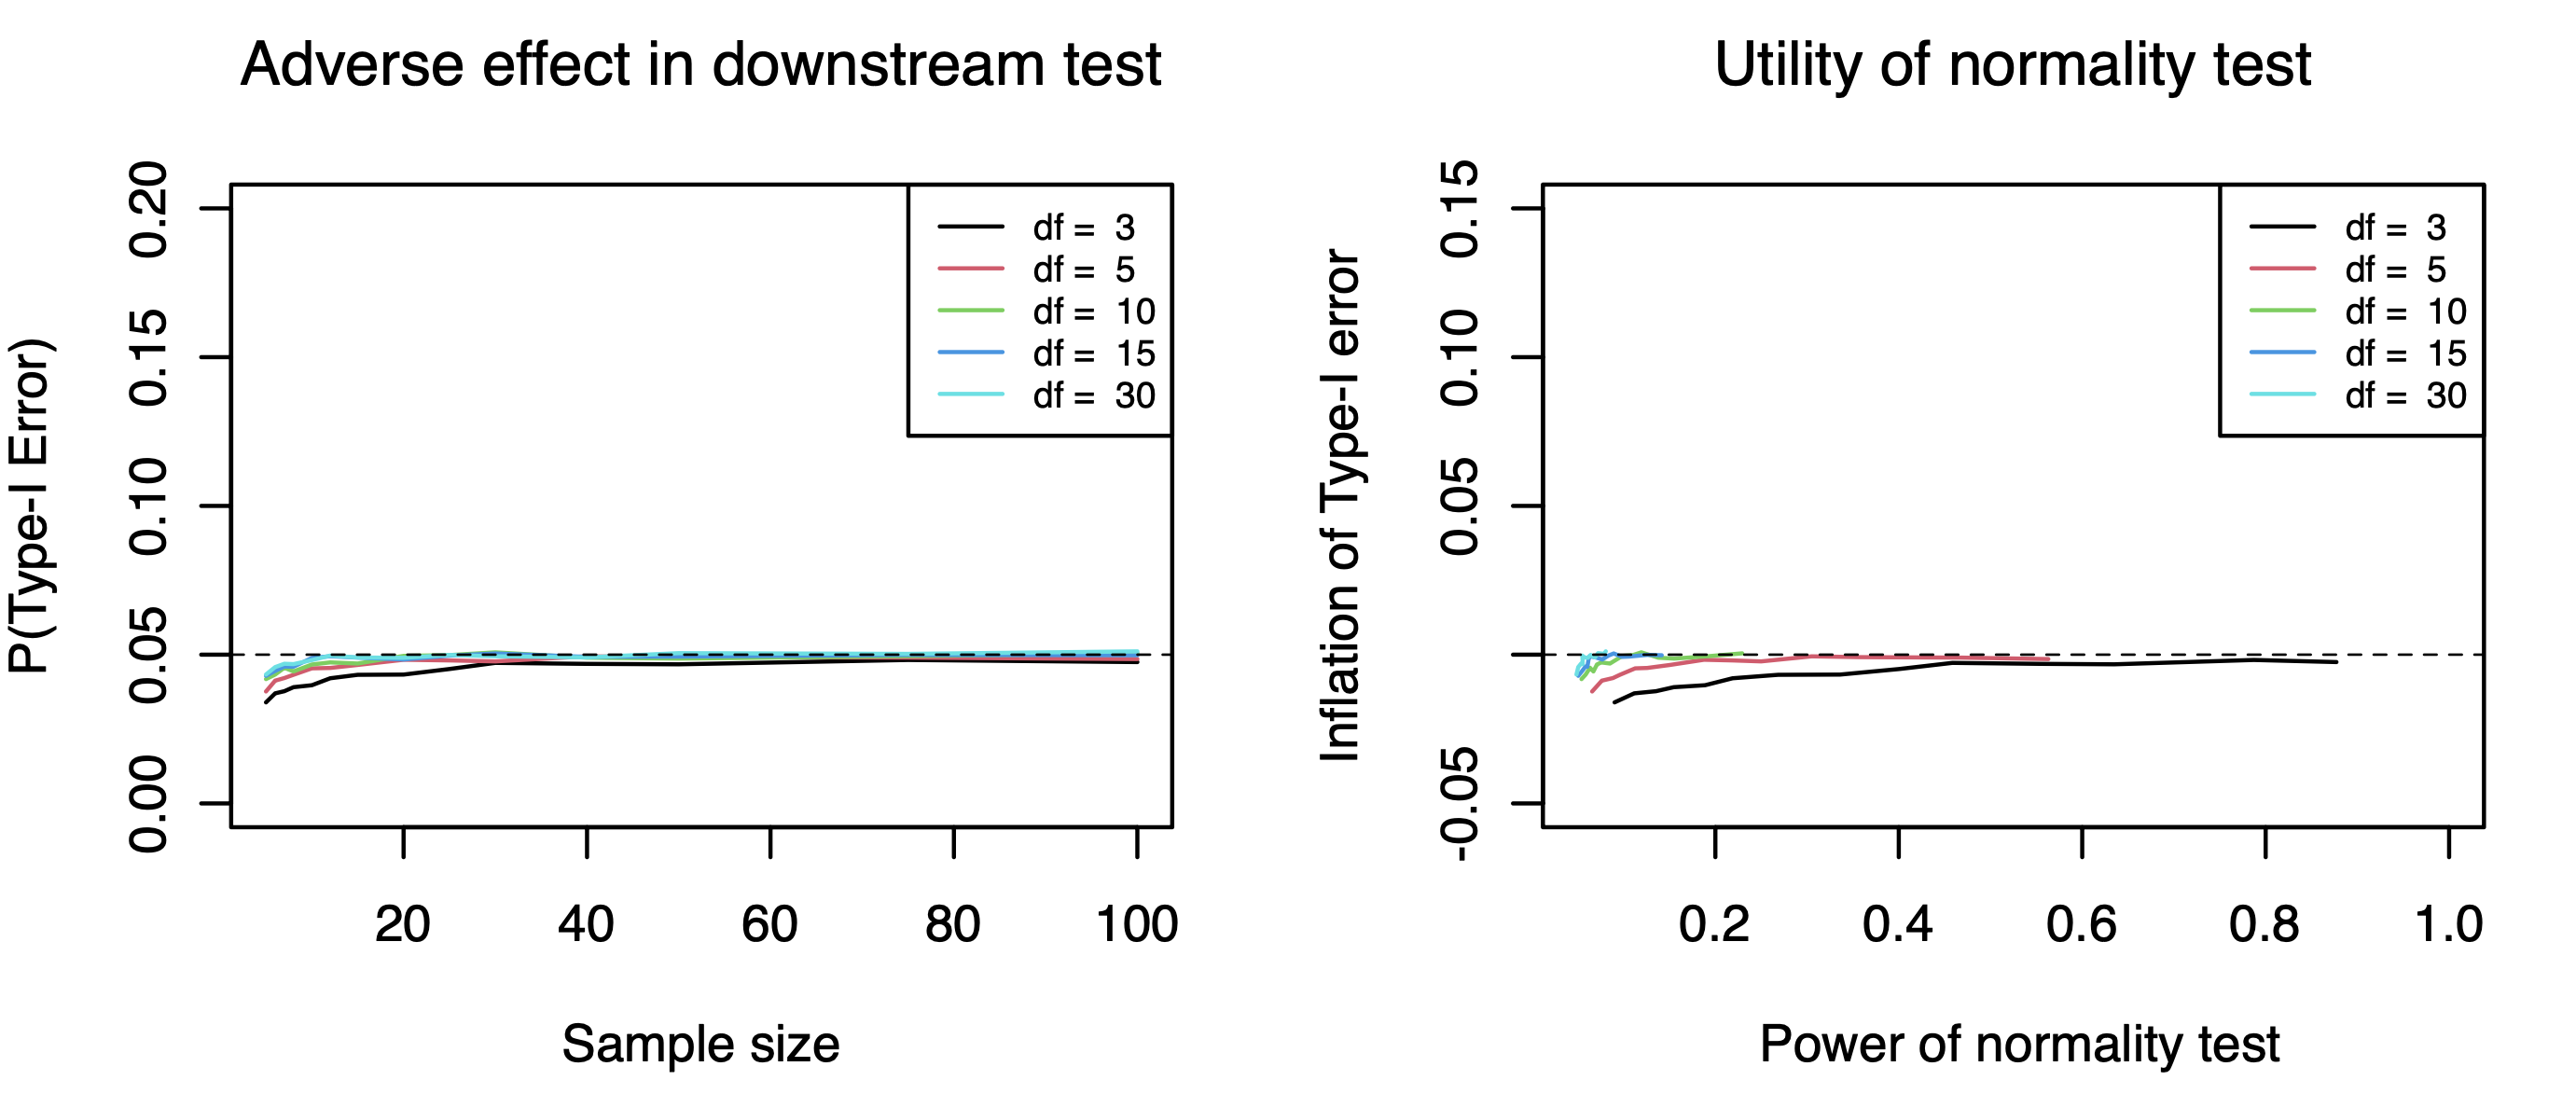 Adverse effect in downstream test
P(Type-I Error)
0.20
0.15
0.10
0.05
0.00
df = 3
df = 5
df = 10
df = 15
df = 30
20 40 60 80 100
Sample size
Utility of normality test
Inflation of Type-I error
0.15
0.10
0.05
-0.05
df = 3
df = 5
df = 10
df = 15
df = 30
0.2 0.4 0.6 0.8 1.0
Power of normality test